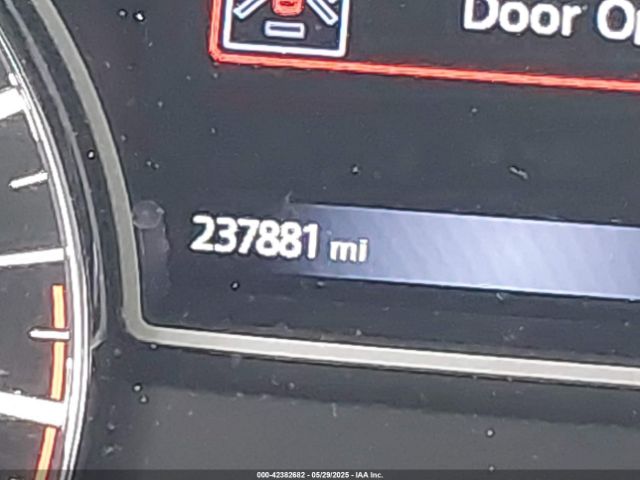 Door
237881 mi
000-42382682 - 05/29/2025 - IAA Inc.